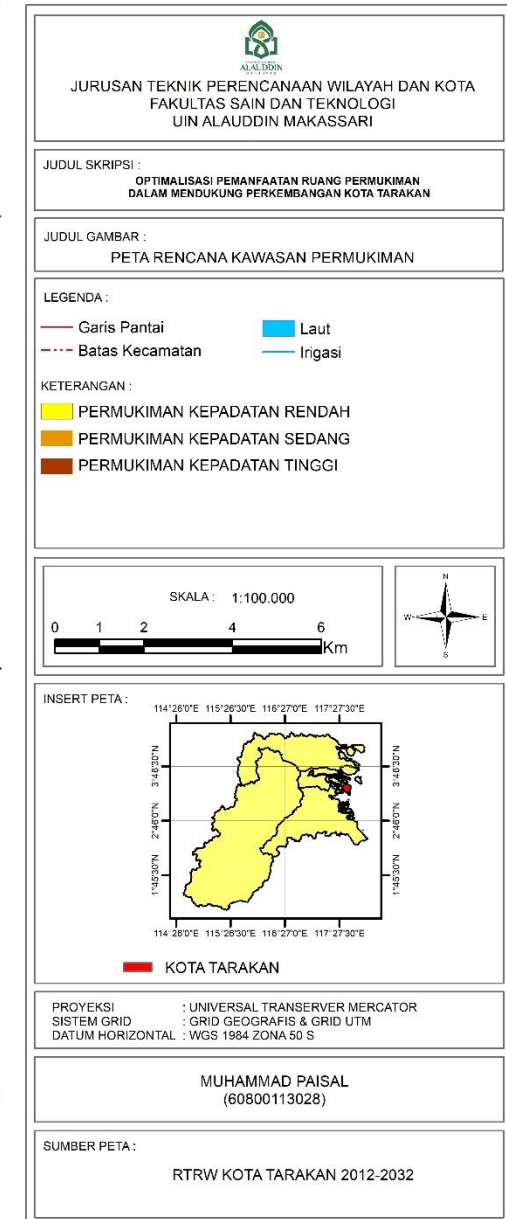 ALAUDDIN
JURUSAN TEKNIK PERENCANAAN WILAYAH DAN KOTA
FAKULTAS SAIN DAN TEKNOLOGI
UIN ALAUDDIN MAKASSARI
JUDUL SKRIPSI :
OPTIMALISASI PEMANFAATAN RUANG PERMUKIMAN
DALAM MENDUKUNG PERKEMBANGAN KOTA TARAKAN
JUDUL GAMBAR :
PETA RENCANA KAWASAN PERMUKIMAN
LEGENDA :
Garis Pantai
Laut
Batas Kecamatan
Irigasi
KETERANGAN :
PERMUKIMAN KEPADATAN RENDAH
PERMUKIMAN KEPADATAN SEDANG
PERMUKIMAN KEPADATAN TINGGI
SKALA : 1:100.000
0 1 2 4 6
Km
N
W E
S
INSERT PETA :
114°26'0"E 115°26'30"E 116°27'0"E 117°27'30"E
3°46'30"N 3°46'30"N
2°46'0"N 2°46'0"N
1°45'30"N 1°45'30"N
114°26'0"E 115°26'30"E 116°27'0"E 117°27'30"E
KOTA TARAKAN
PROYEKSI : UNIVERSAL TRANSERVER MERCATOR
SISTEM GRID : GRID GEOGRAFIS & GRID UTM
DATUM HORIZONTAL : WGS 1984 ZONA 50 S
MUHAMMAD PAISAL
(60800113028)
SUMBER PETA :
RTRW KOTA TARAKAN 2012-2032